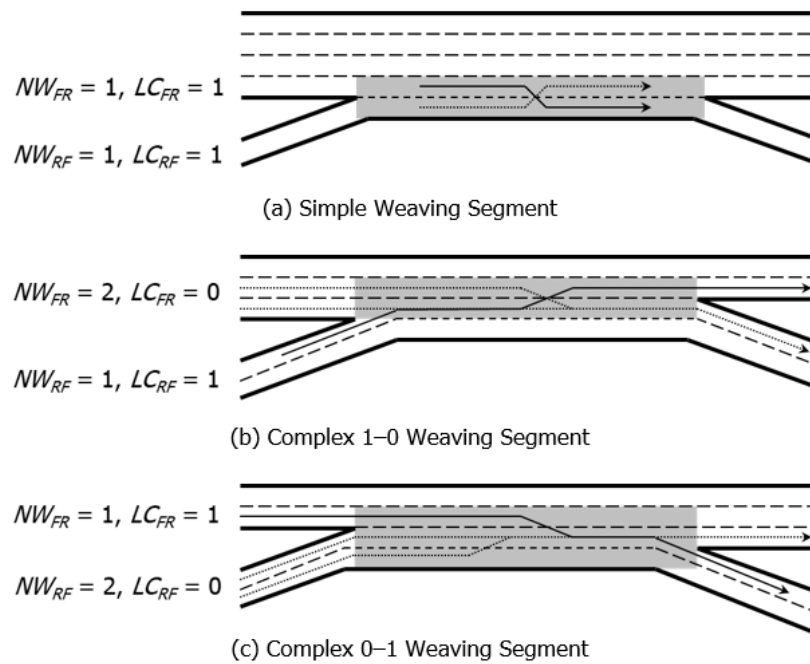 NW_FR = 1, LC_FR = 1
NW_RF = 1, LC_RF = 1
(a) Simple Weaving Segment
NW_FR = 2, LC_FR = 0
NW_RF = 1, LC_RF = 1
(b) Complex 1–0 Weaving Segment
NW_FR = 1, LC_FR = 1
NW_RF = 2, LC_RF = 0
(c) Complex 0–1 Weaving Segment